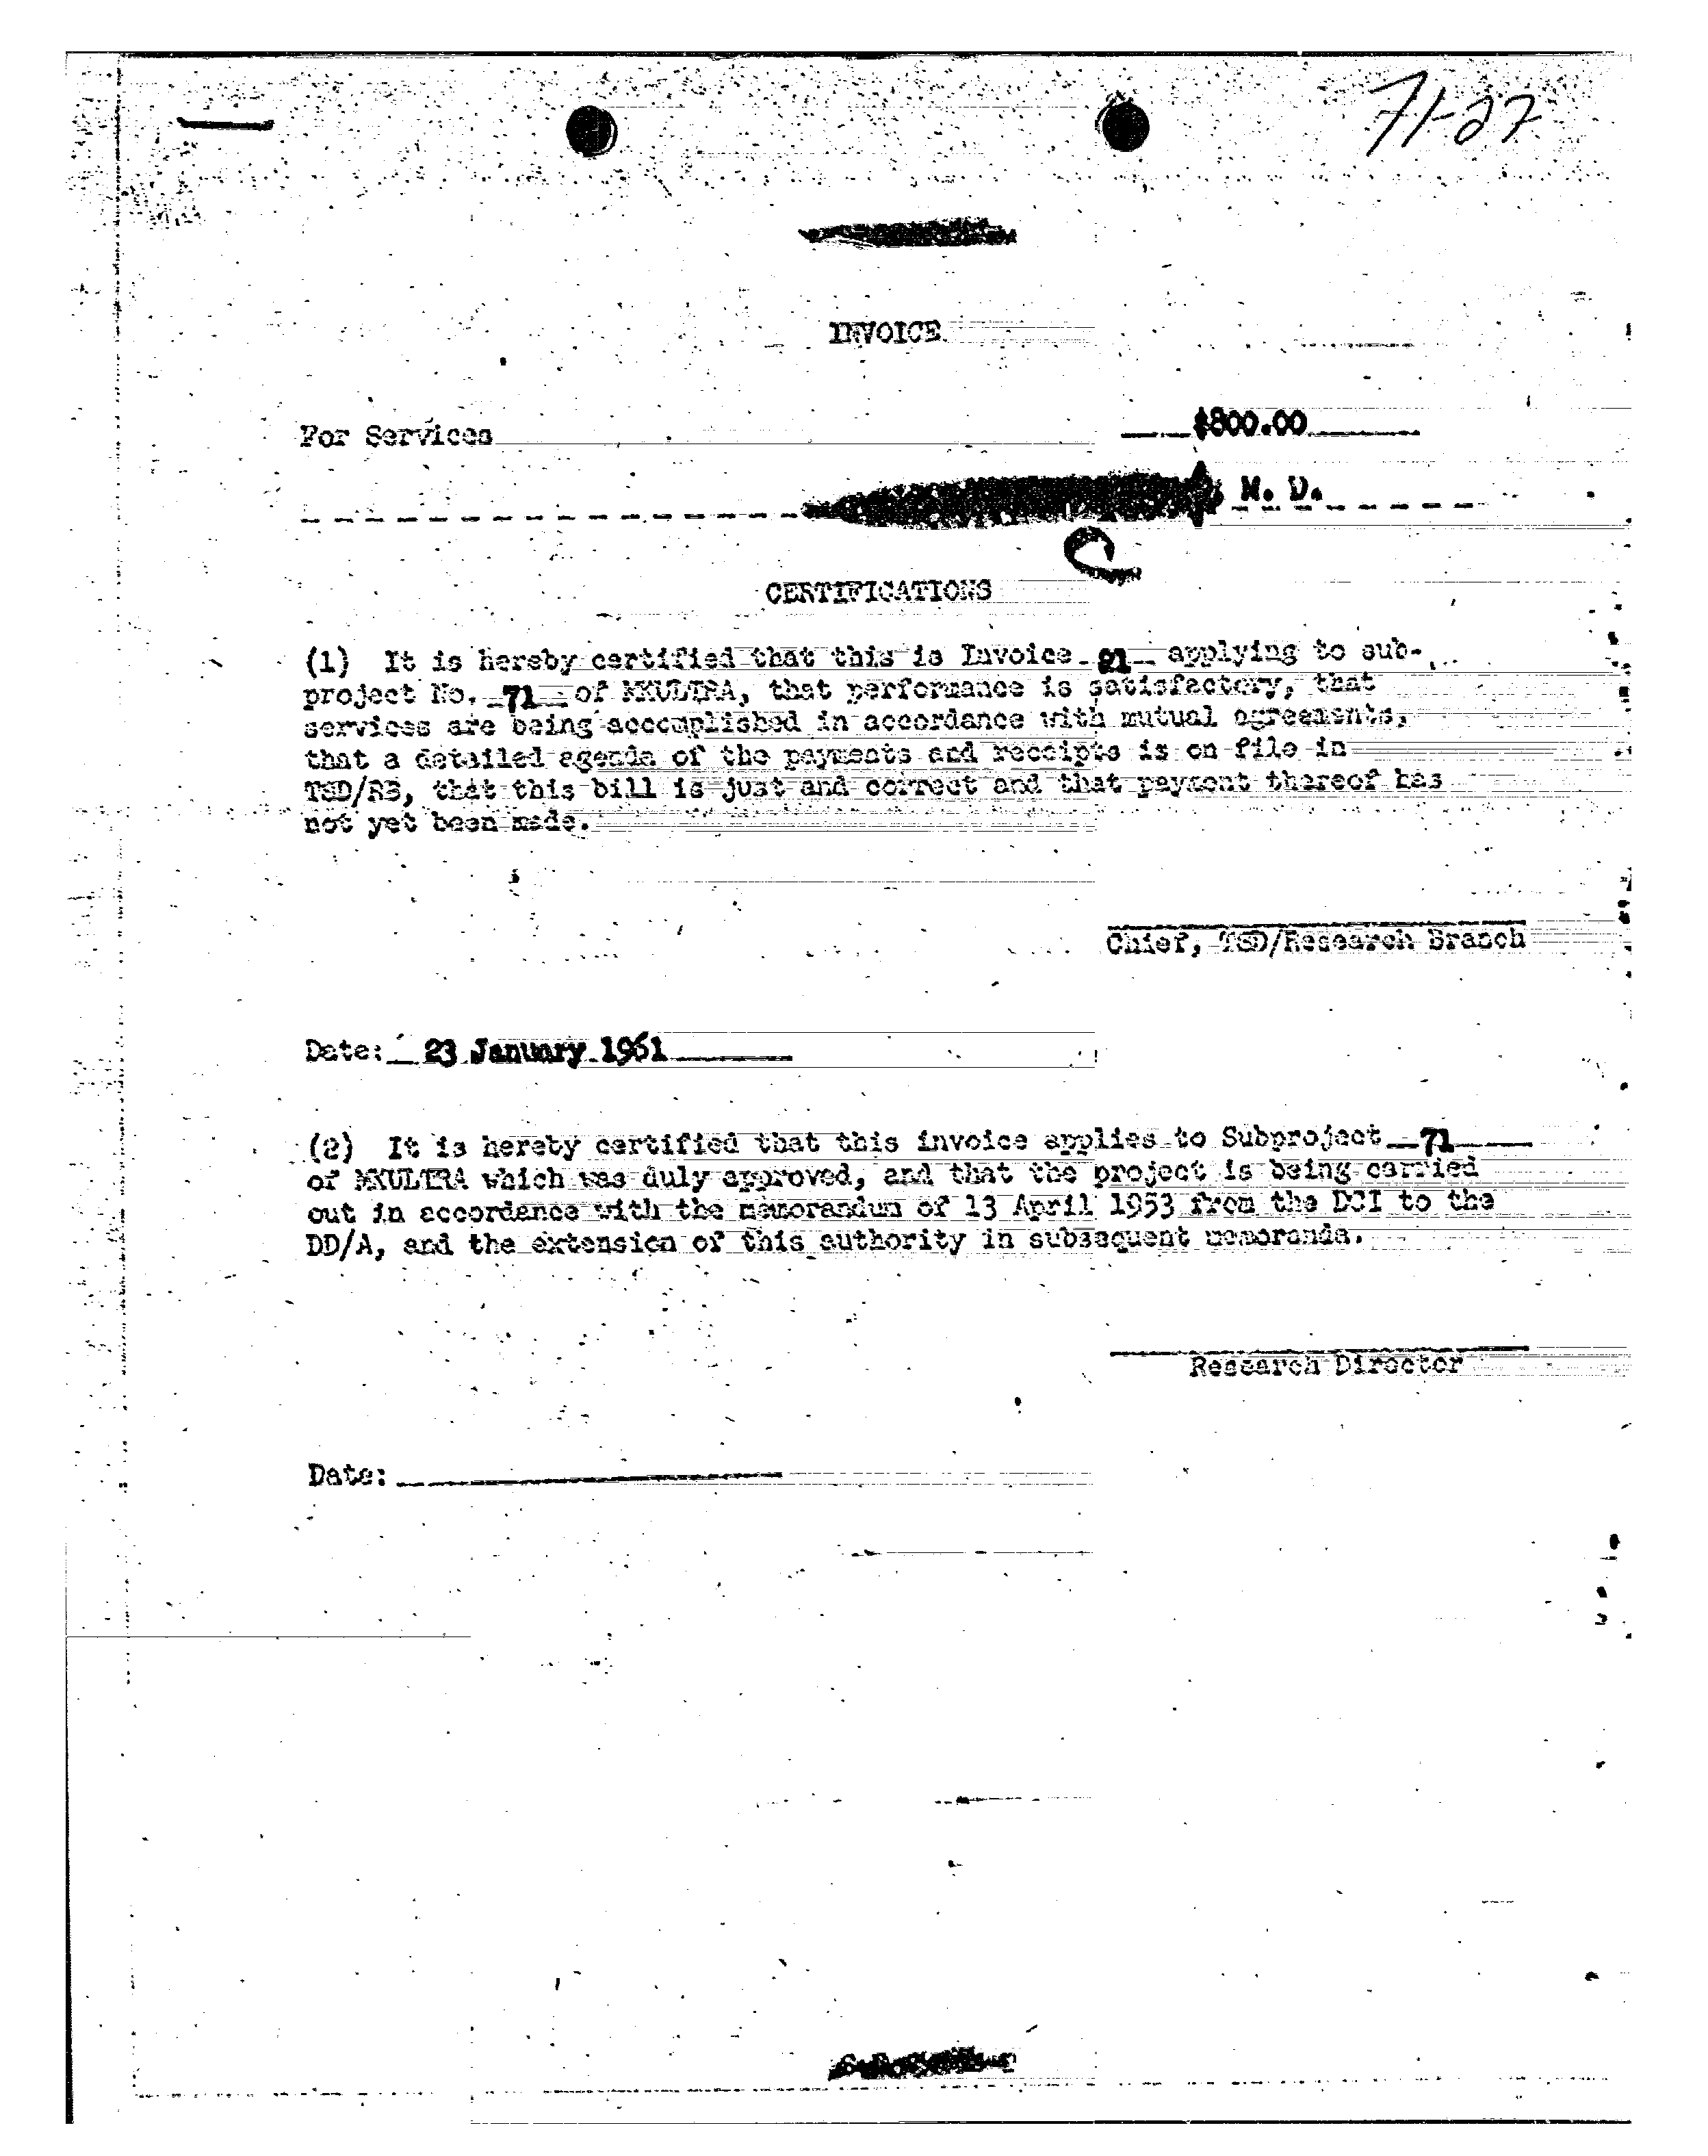 71-27
INVOICE
For Services $800.00
M. D.
C
CERTIFICATIONS
(1) It is hereby certified that this is Invoice 21 applying to sub-
project No. 71 of MKULTRA, that performance is satisfactory, that
services are being accomplished in accordance with mutual agreements,
that a detailed agenda of the payments and receipts is on file in
TSD/RB, that this bill is just and correct and that payment thereof has
not yet been made.
Chief, TSD/Research Branch
Date: 23 January 1961
(2) It is hereby certified that this invoice applies to Subproject 71
of MKULTRA which was duly approved, and that the project is being carried
out in accordance with the memorandum of 13 April 1953 from the DCI to the
DD/A, and the extension of this authority in subsequent memoranda.
Research Director
Date: